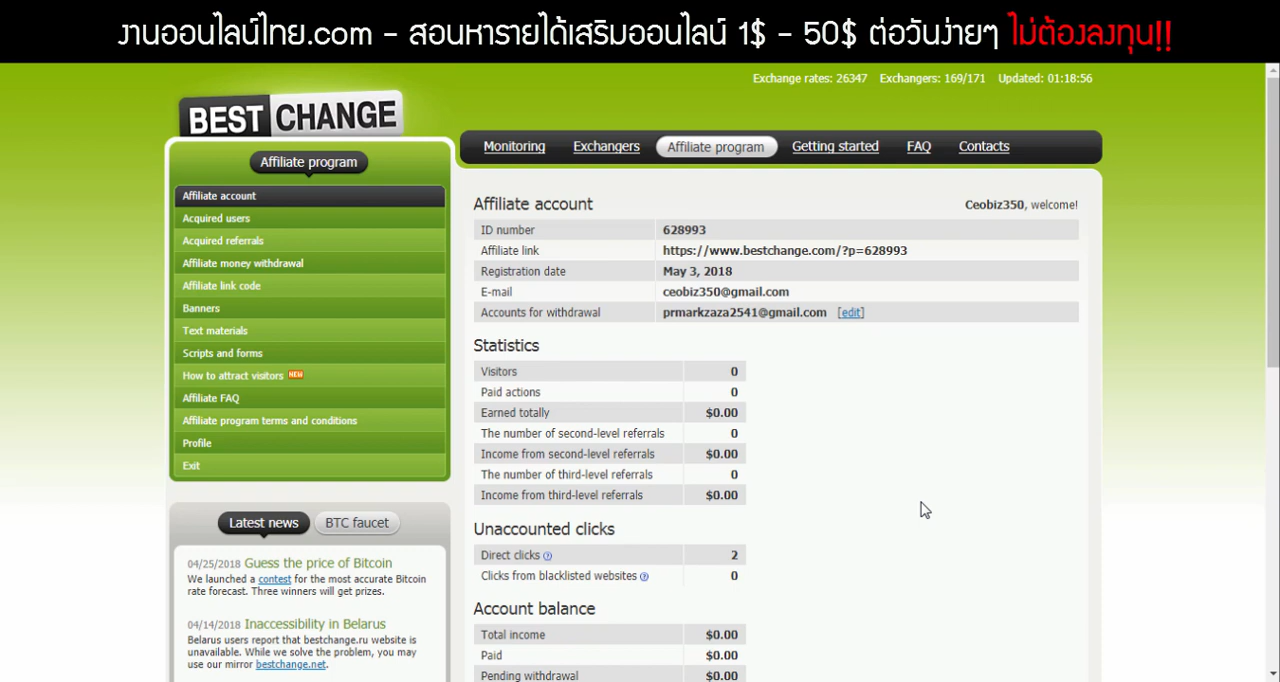 งานออนไลน์ไทย.com - สอนหารายได้เสริมออนไลน์ 1$ - 50$ ต่อวันง่ายๆ ไม่ต้องลงทุน!!
Exchange rates: 26347 Exchangers: 169/171 Updated: 01:18:56
BEST CHANGE
Monitoring Exchangers Affiliate program Getting started FAQ Contacts
Affiliate program
Affiliate account
Acquired users
Acquired referrals
Affiliate money withdrawal
Affiliate link code
Banners
Text materials
Scripts and forms
How to attract visitors NEW
Affiliate FAQ
Affiliate program terms and conditions
Profile
Exit
Latest news BTC faucet
04/25/2018 Guess the price of Bitcoin
We launched a contest for the most accurate Bitcoin
rate forecast. Three winners will get prizes.
04/14/2018 Inaccessibility in Belarus
Belarus users report that bestchange.ru website is
unavailable. While we solve the problem, you may
use our mirror bestchange.net.
Affiliate account Ceobiz350, welcome!
ID number 628993
Affiliate link https://www.bestchange.com/?p=628993
Registration date May 3, 2018
E-mail ceobiz350@gmail.com
Accounts for withdrawal prmarkzaza2541@gmail.com [edit]
Statistics
Visitors 0
Paid actions 0
Earned totally $0.00
The number of second-level referrals 0
Income from second-level referrals $0.00
The number of third-level referrals 0
Income from third-level referrals $0.00
Unaccounted clicks
Direct clicks ? 2
Clicks from blacklisted websites ? 0
Account balance
Total income $0.00
Paid $0.00
Pending withdrawal $0.00